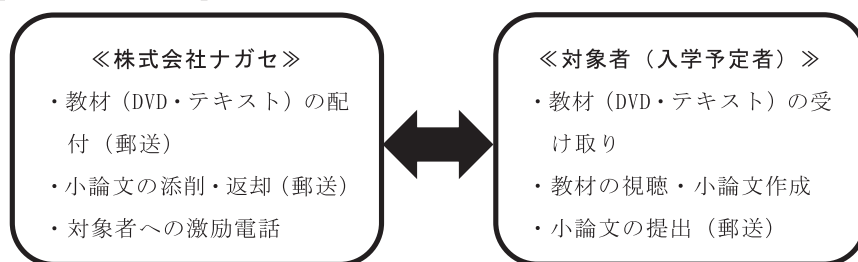 ≪株式会社ナガセ≫
・教材（DVD・テキスト）の配
付（郵送）
・小論文の添削・返却（郵送）
・対象者への激励電話
≪対象者（入学予定者）≫
・教材（DVD・テキスト）の受
け取り
・教材の視聴・小論文作成
・小論文の提出（郵送）